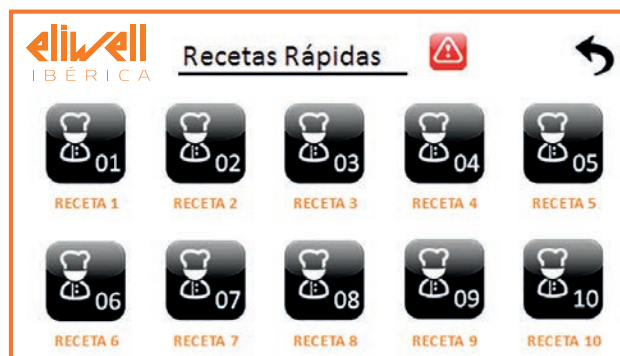 eliwell
IBÉRICA
Recetas Rápidas
01 02 03 04 05
RECETA 1 RECETA 2 RECETA 3 RECETA 4 RECETA 5
06 07 08 09 10
RECETA 6 RECETA 7 RECETA 8 RECETA 9 RECETA 10